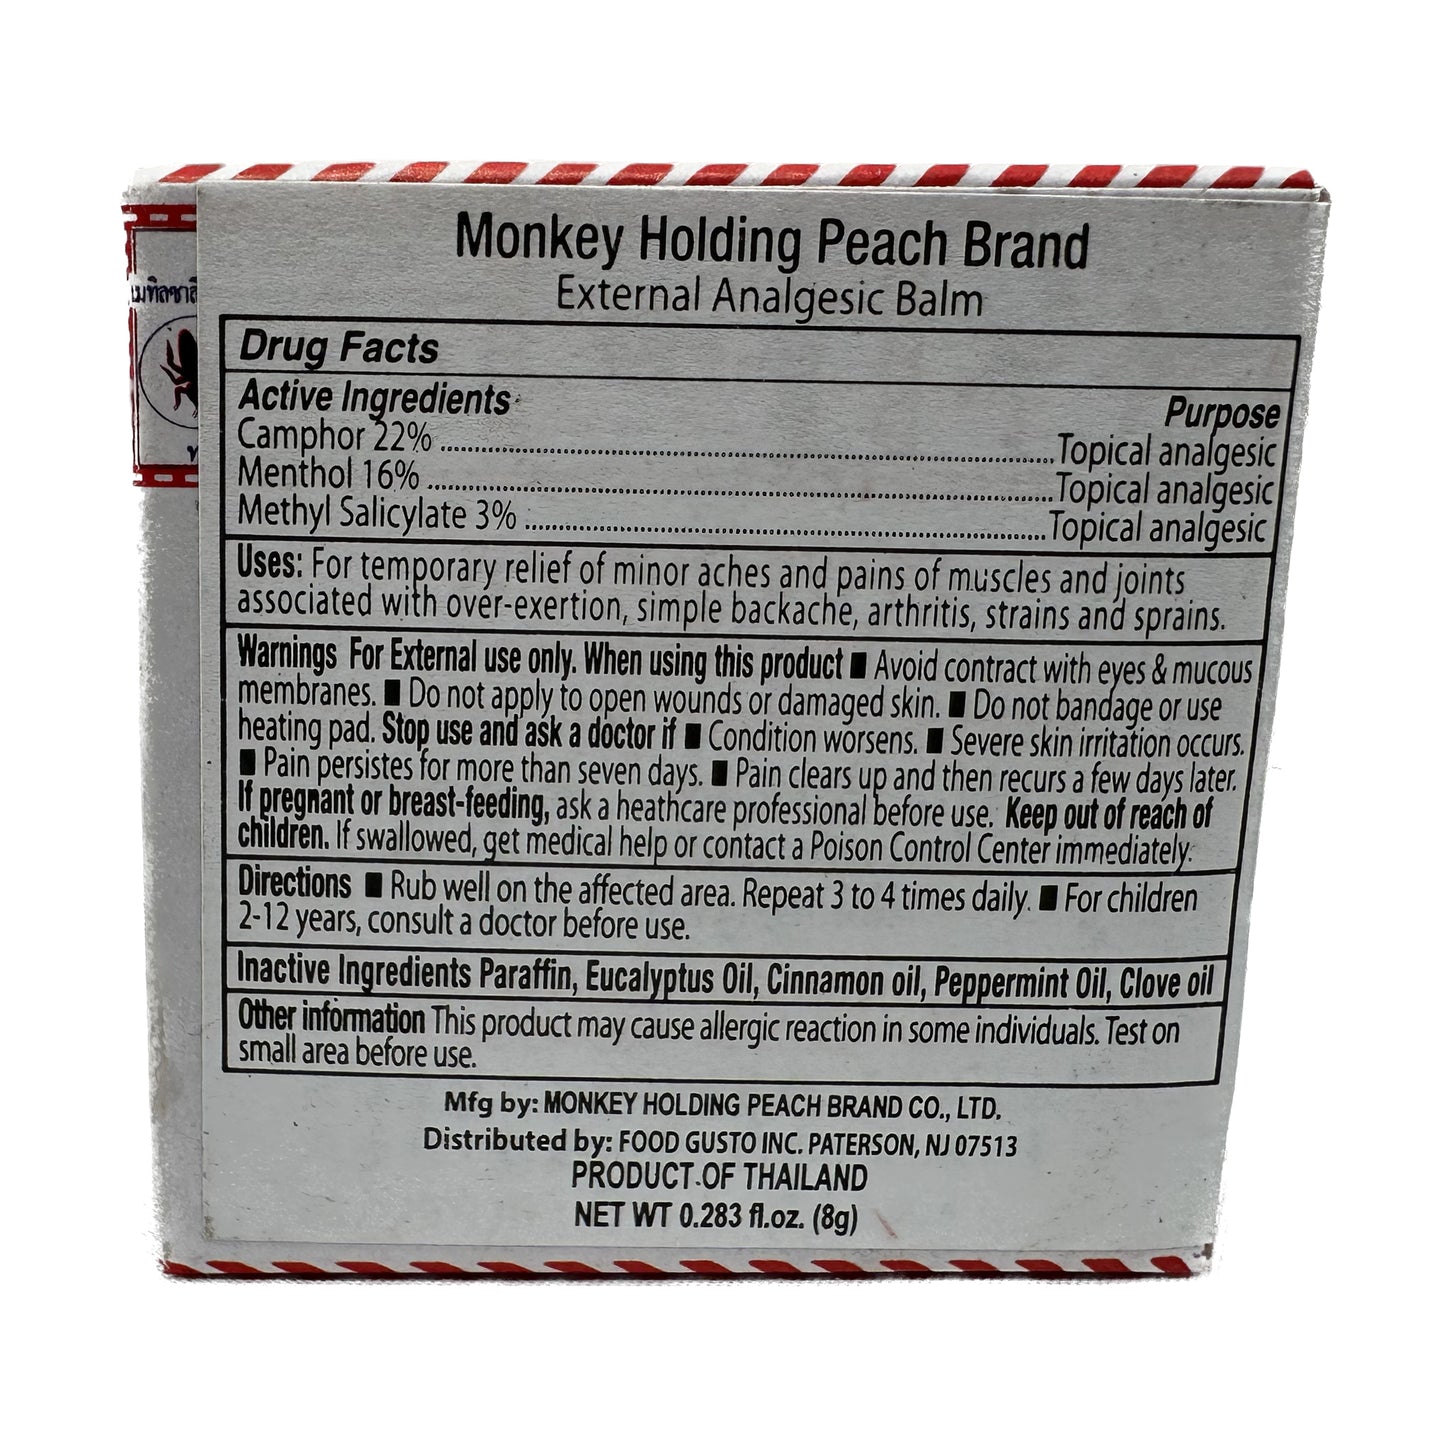 Monkey Holding Peach Brand
External Analgesic Balm
Drug Facts
Active Ingredients
Purpose
Camphor 22% ........ Topical analgesic
Menthol 16% ........ Topical analgesic
Methyl Salicylate 3% ........ Topical analgesic
Uses: For temporary relief of minor aches and pains of muscles and joints
associated with over-exertion, simple backache, arthritis, strains and sprains.
Warnings For External use only. When using this product ■ Avoid contract with eyes & mucous
membranes. ■ Do not apply to open wounds or damaged skin. ■ Do not bandage or use
heating pad. Stop use and ask a doctor if ■ Condition worsens. ■ Severe skin irritation occurs.
■ Pain persistes for more than seven days. ■ Pain clears up and then recurs a few days later.
If pregnant or breast-feeding, ask a heathcare professional before use. Keep out of reach of
children. If swallowed, get medical help or contact a Poison Control Center immediately.
Directions ■ Rub well on the affected area. Repeat 3 to 4 times daily. ■ For children
2-12 years, consult a doctor before use.
Inactive Ingredients Paraffin, Eucalyptus Oil, Cinnamon oil, Peppermint Oil, Clove oil
Other information This product may cause allergic reaction in some individuals. Test on
small area before use.
Mfg by: MONKEY HOLDING PEACH BRAND CO., LTD.
Distributed by: FOOD GUSTO INC. PATERSON, NJ 07513
PRODUCT OF THAILAND
NET WT 0.283 fl.oz. (8g)